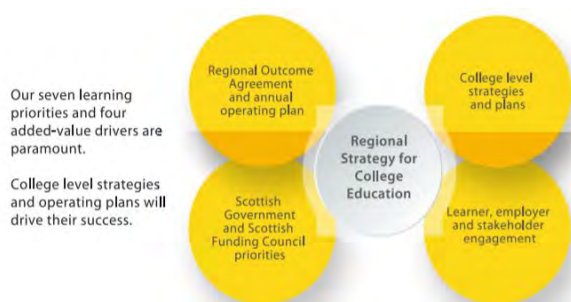 Our seven learning
priorities and four
added-value drivers are
paramount.
College level strategies
and operating plans will
drive their success.
Regional Outcome
Agreement
and annual
operating plan
College level
strategies
and plans
Regional
Strategy for
College
Education
Scottish
Government
and Scottish
Funding Council
priorities
Learner, employer
and stakeholder
engagement